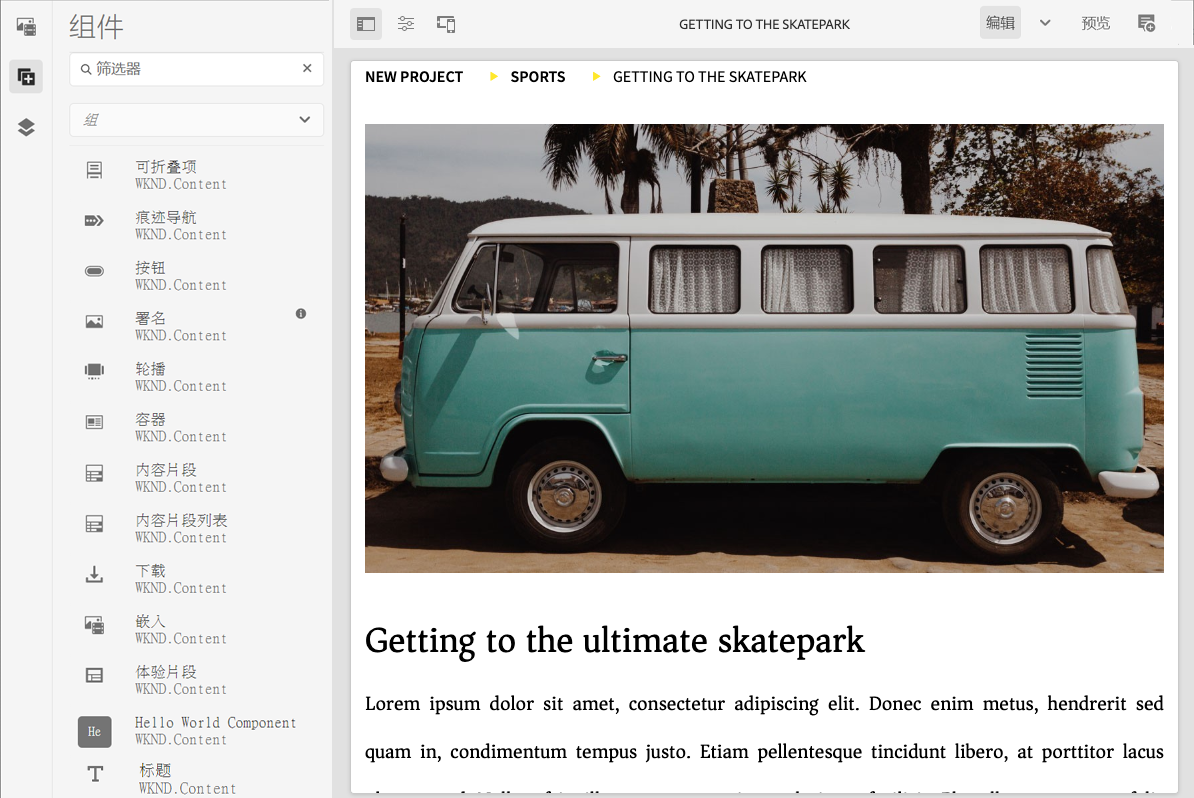 组件
筛选器
组
可折叠项
WKND.Content
痕迹导航
WKND.Content
按钮
WKND.Content
署名
WKND.Content
轮播
WKND.Content
容器
WKND.Content
内容片段
WKND.Content
内容片段列表
WKND.Content
下载
WKND.Content
嵌入
WKND.Content
体验片段
WKND.Content
He
Hello World Component
WKND.Content
标题
WKND.Content
GETTING TO THE SKATEPARK
编辑
预览
NEW PROJECT SPORTS GETTING TO THE SKATEPARK
Getting to the ultimate skatepark
Lorem ipsum dolor sit amet, consectetur adipiscing elit. Donec enim metus, hendrerit sed
quam in, condimentum tempus justo. Etiam pellentesque tincidunt libero, at porttitor lacus